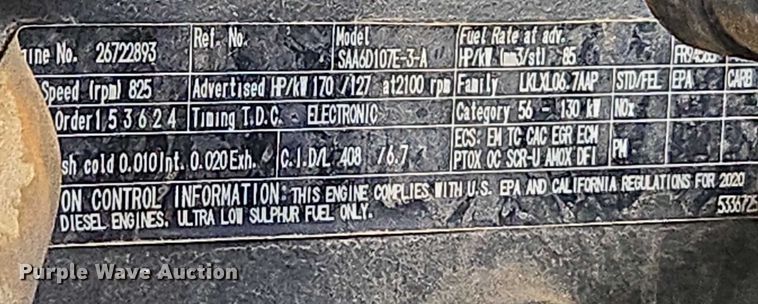 ine No. 26722893
Ref. No.
Model
SAA6D107E-3-A
Fuel Rate at adv.
HP/kW (mm3/st) 85
Speed (rpm) 825
Advertised HP/kW 170 /127 at2100 rpm
Family LKLXL06.7AAP
STD/FEL EPA CARB
Order 1 5 3 6 2 4
Timing T.D.C. - ELECTRONIC
Category 56 - 130 kW
NOx
sh cold 0.010Int. 0.020Exh.
C.I.D/L 408 /6.7
ECS: EM TC CAC EGR ECM
PTOX OC SCR-U AMOX DFI
PM
ON CONTROL INFORMATION: THIS ENGINE COMPLIES WITH U.S. EPA AND CALIFORNIA REGULATIONS FOR 2020
DIESEL ENGINES. ULTRA LOW SULPHUR FUEL ONLY.
5336725
Purple Wave Auction